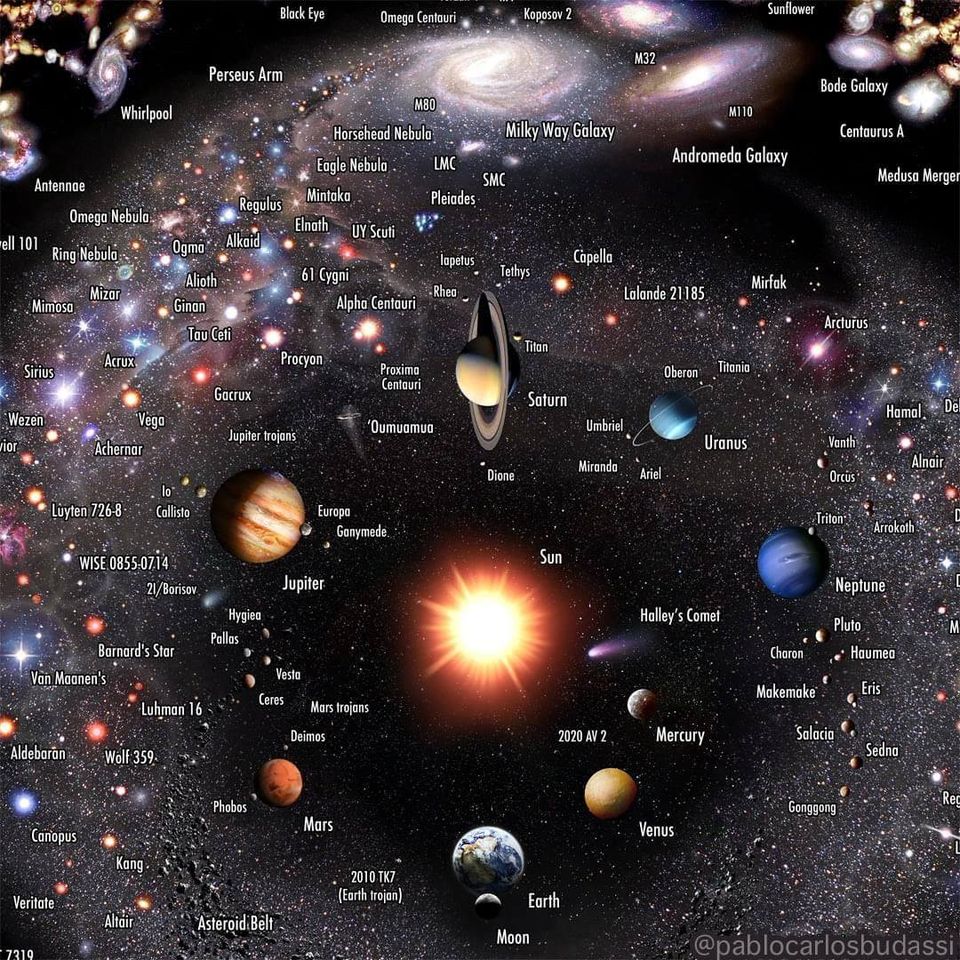 Black Eye
Omega Centauri
Koposov 2
Sunflower
Perseus Arm
M32
Bode Galaxy
Whirlpool
M80
M110
Horsehead Nebula
Milky Way Galaxy
Centaurus A
Andromeda Galaxy
Eagle Nebula
LMC
SMC
Medusa Merger
Antennae
Mintaka
Pleiades
Regulus
Omega Nebula
Elnath
UY Scuti
Ogma
Alkaid
ell 101
Ring Nebula
Iapetus
Tethys
Capella
61 Cygni
Alioth
Rhea
Lalande 21185
Mirfak
Mizar
Mimosa
Ginan
Alpha Centauri
Arcturus
Tau Ceti
Titan
Acrux
Procyon
Proxima
Centauri
Sirius
Oberon
Titania
Gacrux
Saturn
Hamal
De
Wezen
Vega
'Oumuamua
Umbriel
Uranus
Jupiter trojans
vior
Achernar
Vanth
Alnair
Miranda
Ariel
Dione
Orcus
Io
Callisto
Europa
Luyten 726-8
Triton
Arrokoth
Ganymede
Sun
WISE 0855-0714
Jupiter
Neptune
2I/Borisov
Hygiea
Halley's Comet
Pluto
Pallas
Barnard's Star
Charon
Haumea
Vesta
Van Maanen's
Ceres
Makemake
Eris
Luhman 16
Mars trojans
Deimos
2020 AV 2
Mercury
Salacia
Sedna
Aldebaran
Wolf 359
Phobos
Gonggong
Reg
Mars
Venus
Canopus
Kang
2010 TK7
(Earth trojan)
Veritate
Earth
Altair
Asteroid Belt
Moon
7319
@pablocarlosbudassi